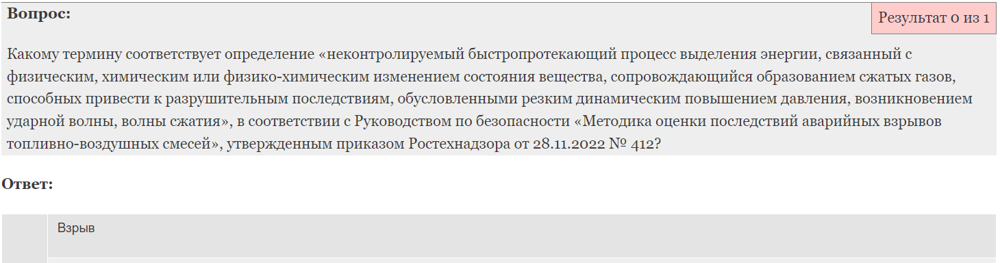 Вопрос:
Результат 0 из 1
Какому термину соответствует определение «неконтролируемый быстропротекающий процесс выделения энергии, связанный с
физическим, химическим или физико-химическим изменением состояния вещества, сопровождающийся образованием сжатых газов,
способных привести к разрушительным последствиям, обусловленными резким динамическим повышением давления, возникновением
ударной волны, волны сжатия», в соответствии с Руководством по безопасности «Методика оценки последствий аварийных взрывов
топливно-воздушных смесей», утвержденным приказом Ростехнадзора от 28.11.2022 № 412?
Ответ:
Взрыв